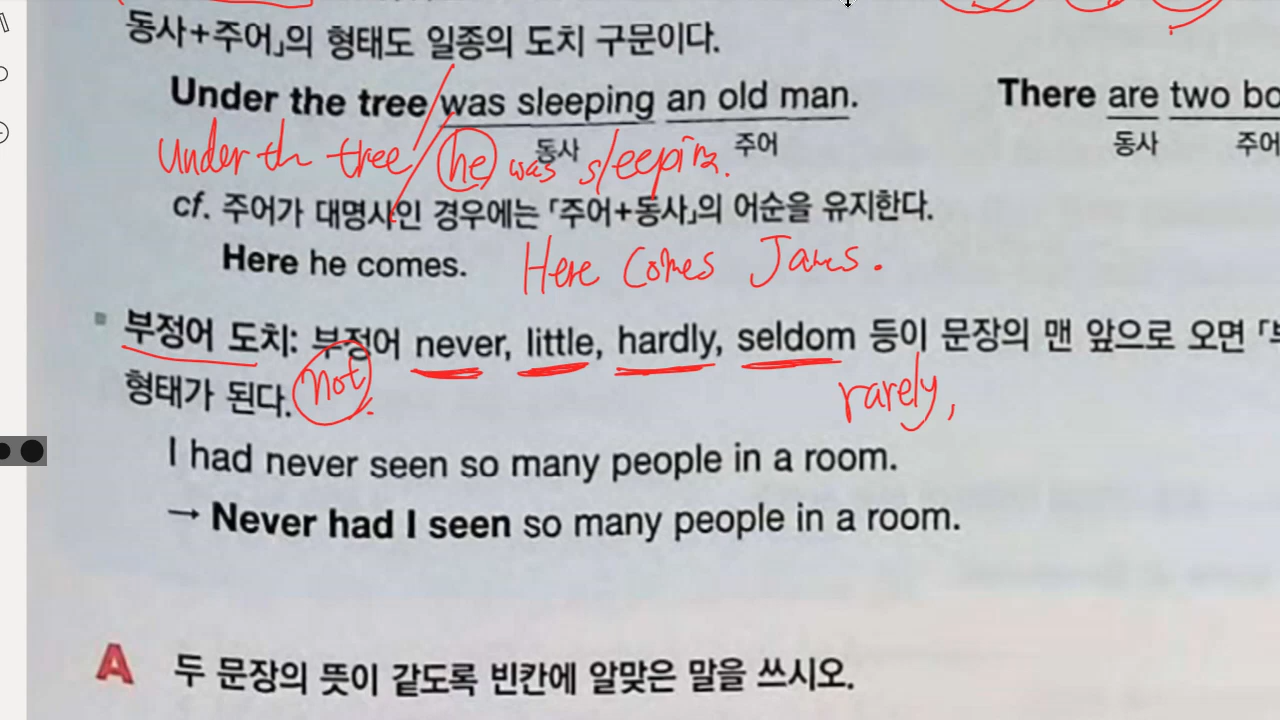 동사+주어」의 형태도 일종의 도치 구문이다.
Under the tree was sleeping an old man. There are two bo
동사 주어 동사 주어
Under th tree he was sleeping.
cf. 주어가 대명사인 경우에는 「주어+동사」의 어순을 유지한다.
Here he comes. Here comes James.
부정어 도치: 부정어 never, little, hardly, seldom 등이 문장의 맨 앞으로 오면 「부
형태가 된다. not. rarely,
I had never seen so many people in a room.
→ Never had I seen so many people in a room.
A 두 문장의 뜻이 같도록 빈칸에 알맞은 말을 쓰시오.